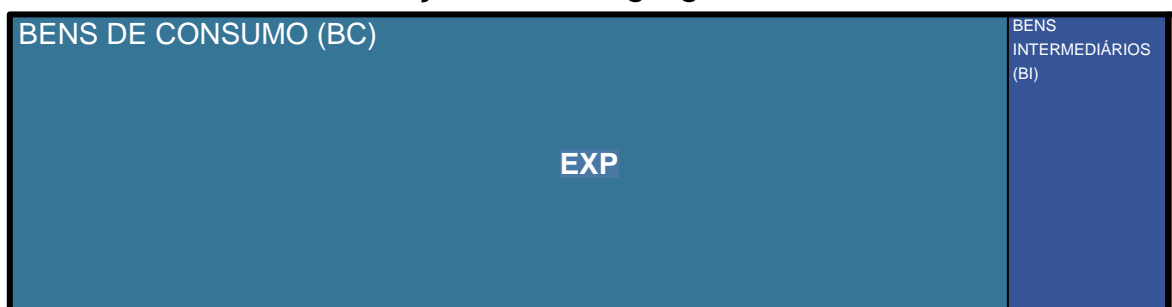 BENS DE CONSUMO (BC)
BENS
INTERMEDIÁRIOS
(BI)
EXP